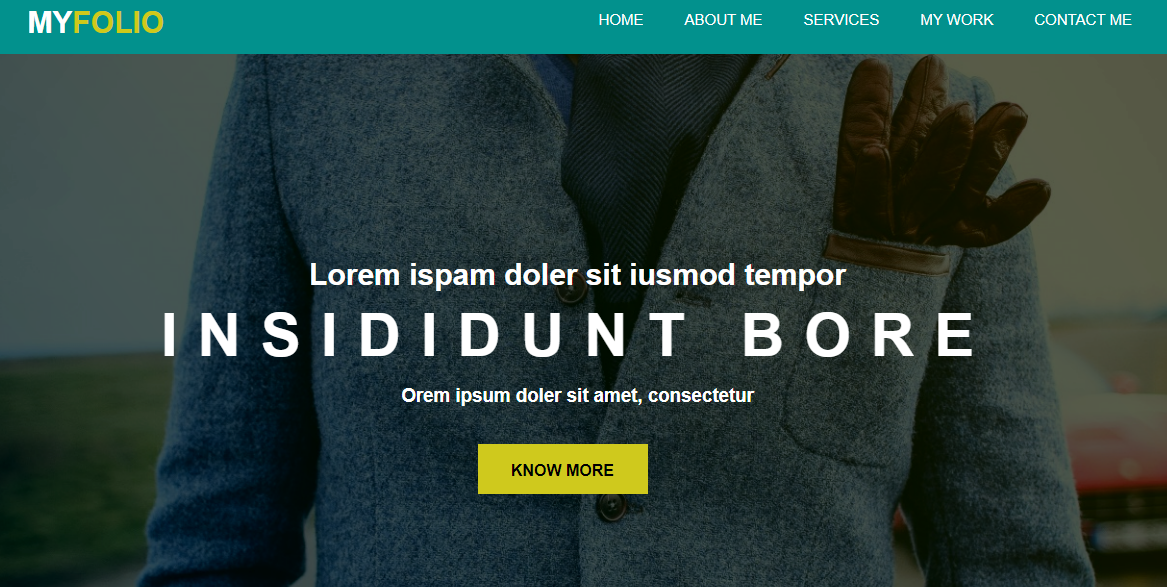 MYFOLIO HOME ABOUT ME SERVICES MY WORK CONTACT ME
Lorem ispam doler sit iusmod tempor
INSIDIDUNT BORE
Orem ipsum doler sit amet, consectetur
KNOW MORE